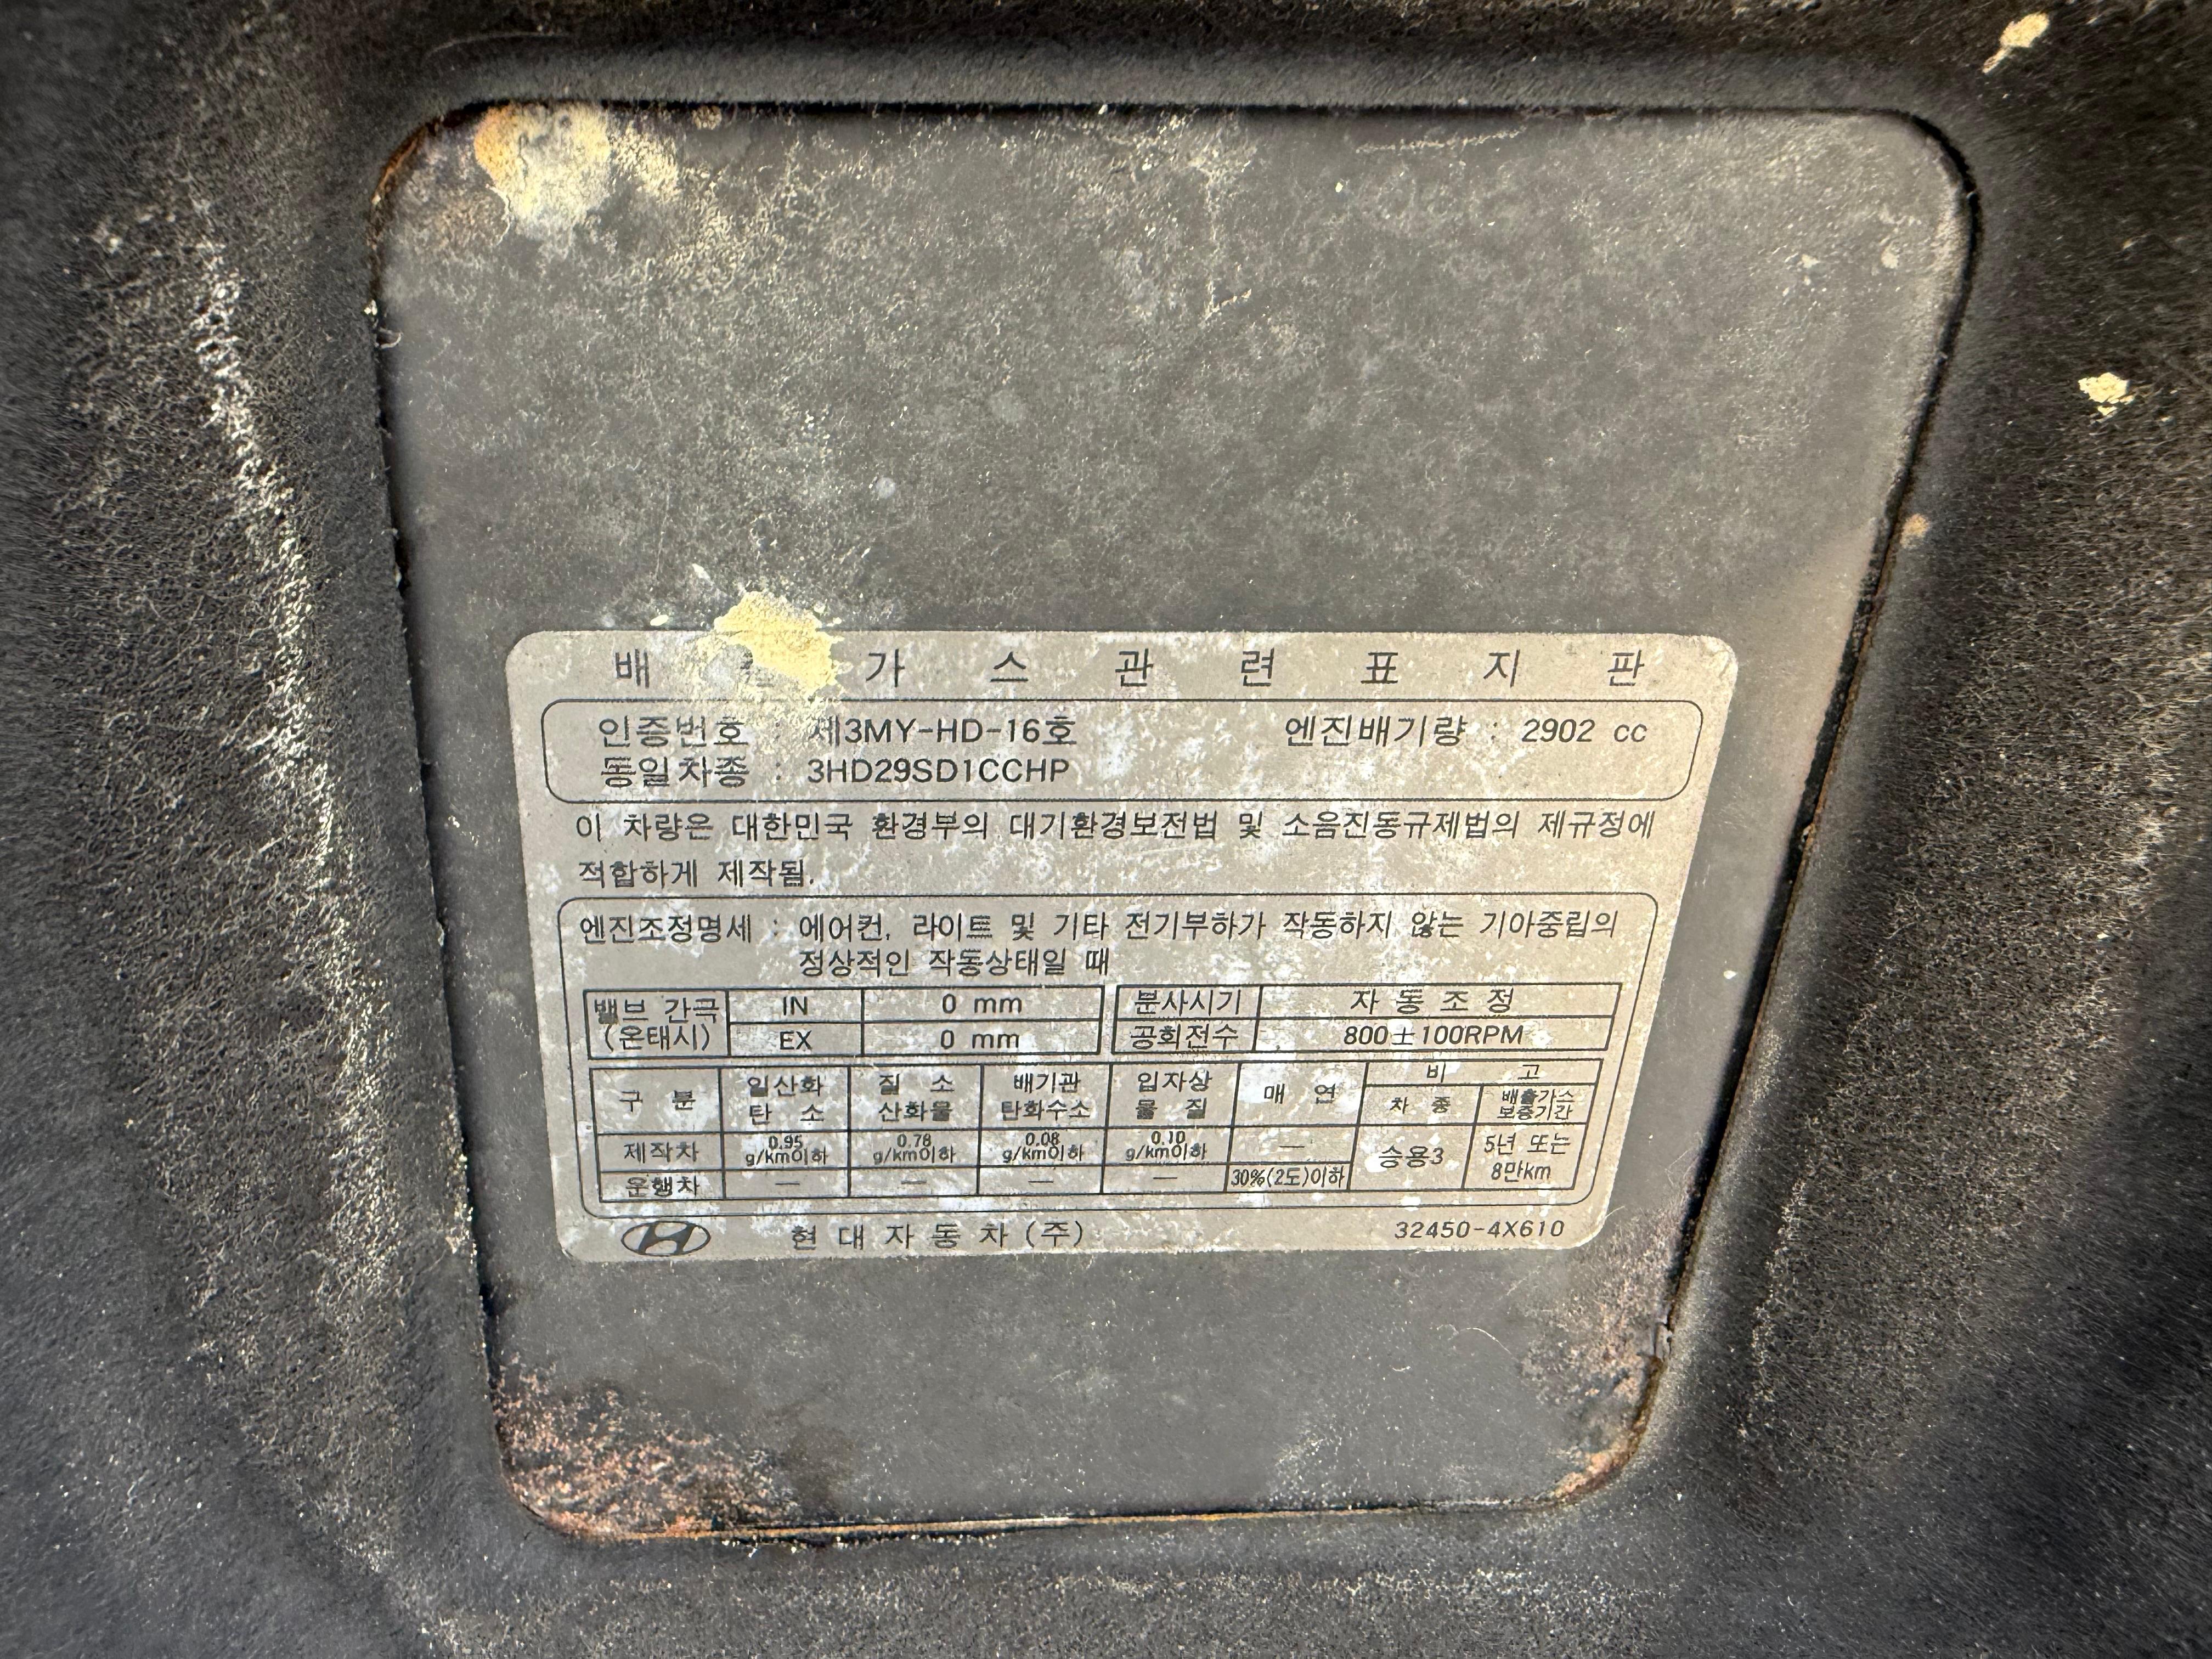 배 가 스 관 련 표 지 판
인증번호 : 제3MY-HD-16호 엔진배기량 : 2902 cc
동일차종 : 3HD29SD1CCHP
이 차량은 대한민국 환경부의 대기환경보전법 및 소음진동규제법의 제규정에
적합하게 제작됨.
엔진조정명세 : 에어컨, 라이트 및 기타 전기부하가 작동하지 않는 기아중립의
정상적인 작동상태일 때
밸브 간극 IN 0 mm 분사시기 자 동 조 정
(온태시) EX 0 mm 공회전수 800±100RPM
구 분 일산화 탄 소 질 소 산화물 배기관 탄화수소 입자상 물 질 매 연 비 고
차 종 배출가스 보증기간
제작차 0.95 g/km이하 0.78 g/km이하 0.08 g/km이하 0.10 g/km이하 — 승용3 5년 또는 8만km
운행차 — — — — 30%(2도)이하
현 대 자 동 차 (주) 32450-4X610